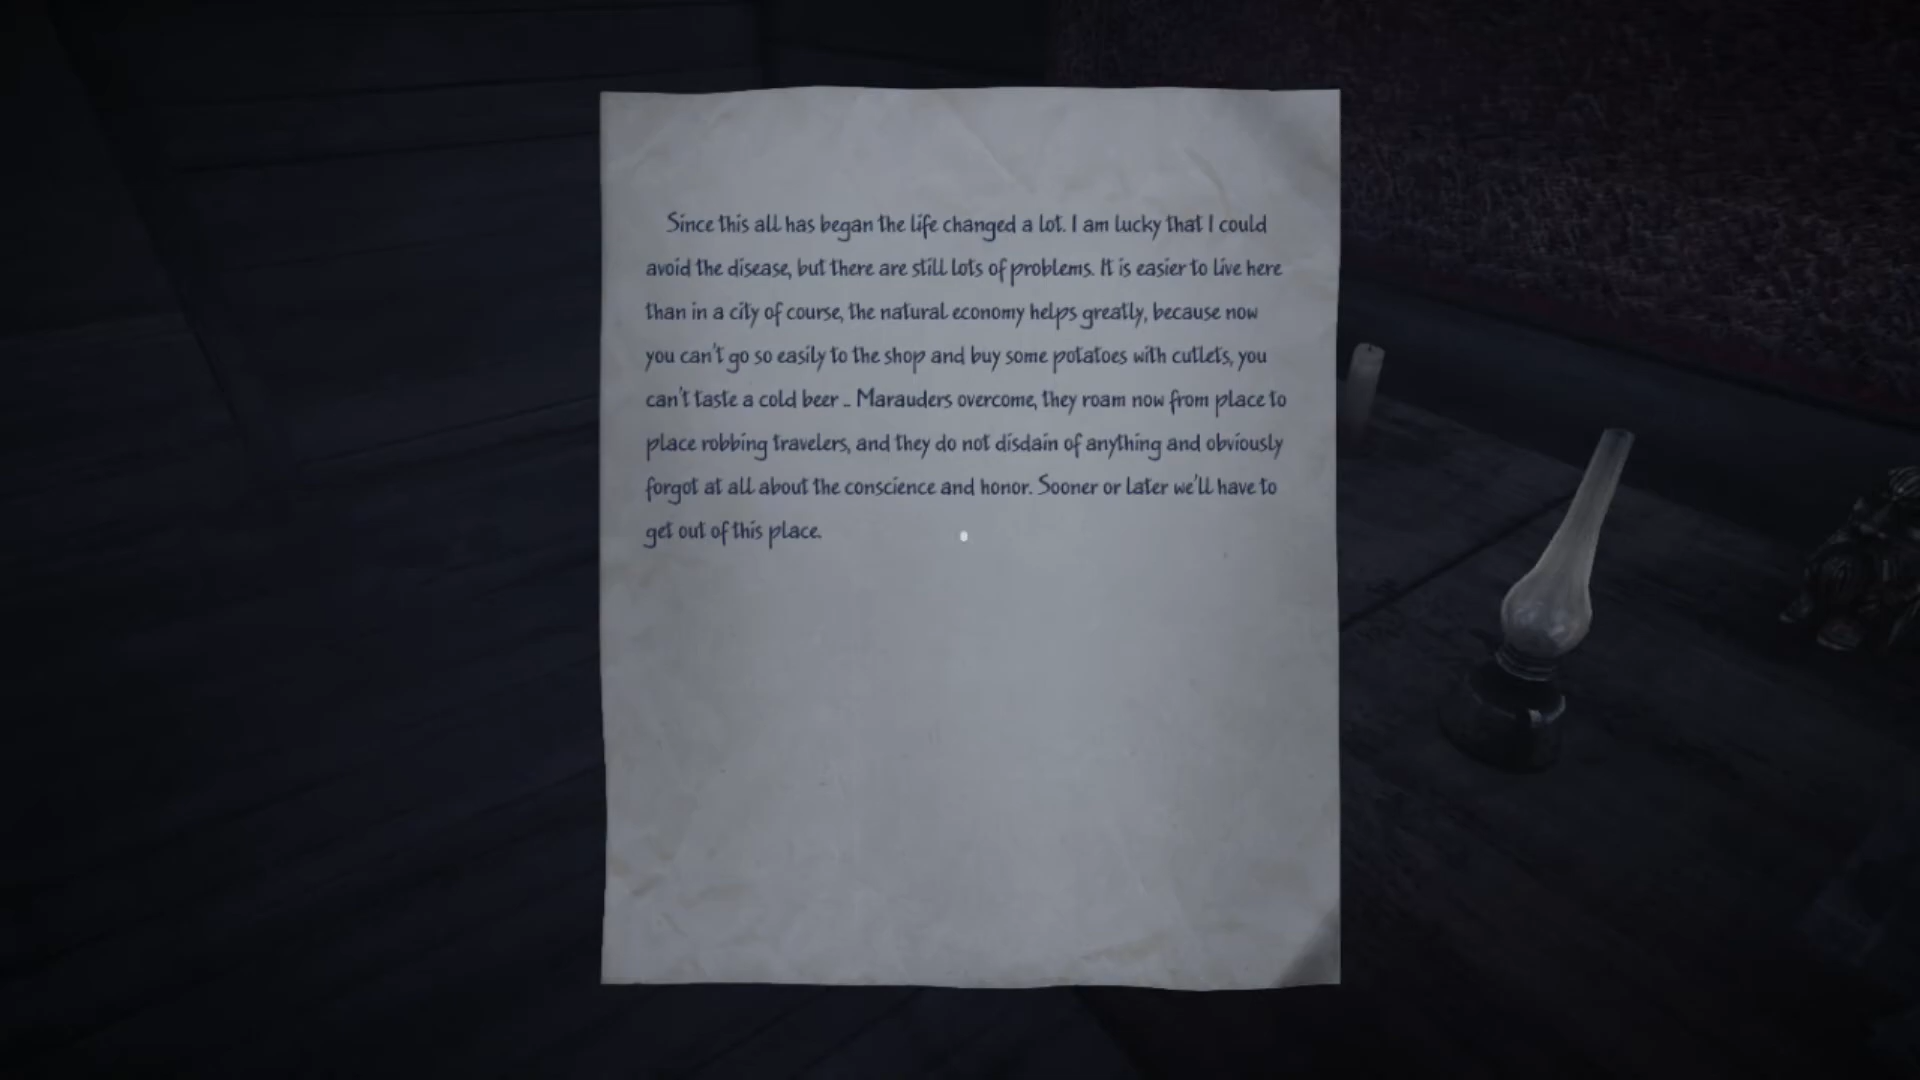 Since this all has began the life changed a lot. I am lucky that I could
avoid the disease, but there are still lots of problems. It is easier to live here
than in a city of course, the natural economy helps greatly, because now
you can't go so easily to the shop and buy some potatoes with cutlets, you
can't taste a cold beer ... Marauders overcome, they roam now from place to
place robbing travelers, and they do not disdain of anything and obviously
forgot at all about the conscience and honor. Sooner or later we'll have to
get out of this place.